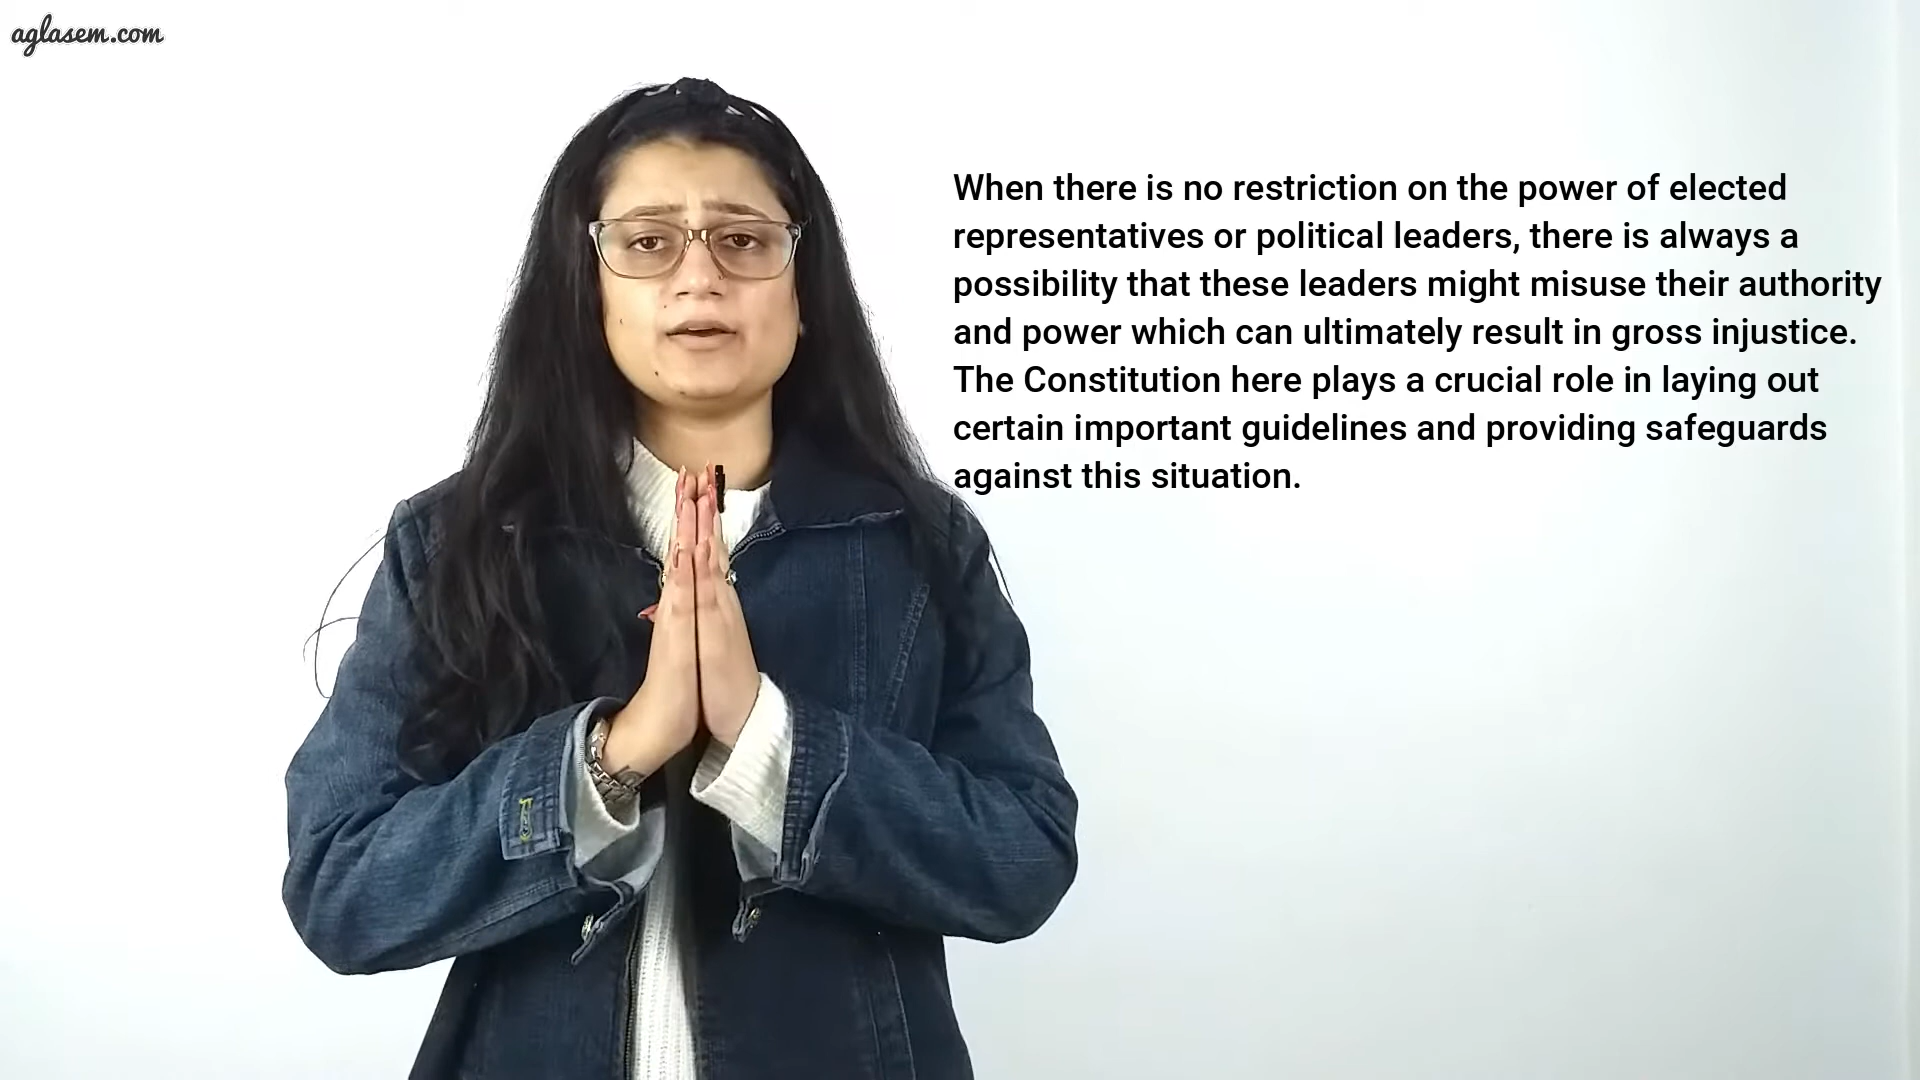 aglasem.com
When there is no restriction on the power of elected
representatives or political leaders, there is always a
possibility that these leaders might misuse their authority
and power which can ultimately result in gross injustice.
The Constitution here plays a crucial role in laying out
certain important guidelines and providing safeguards
against this situation.